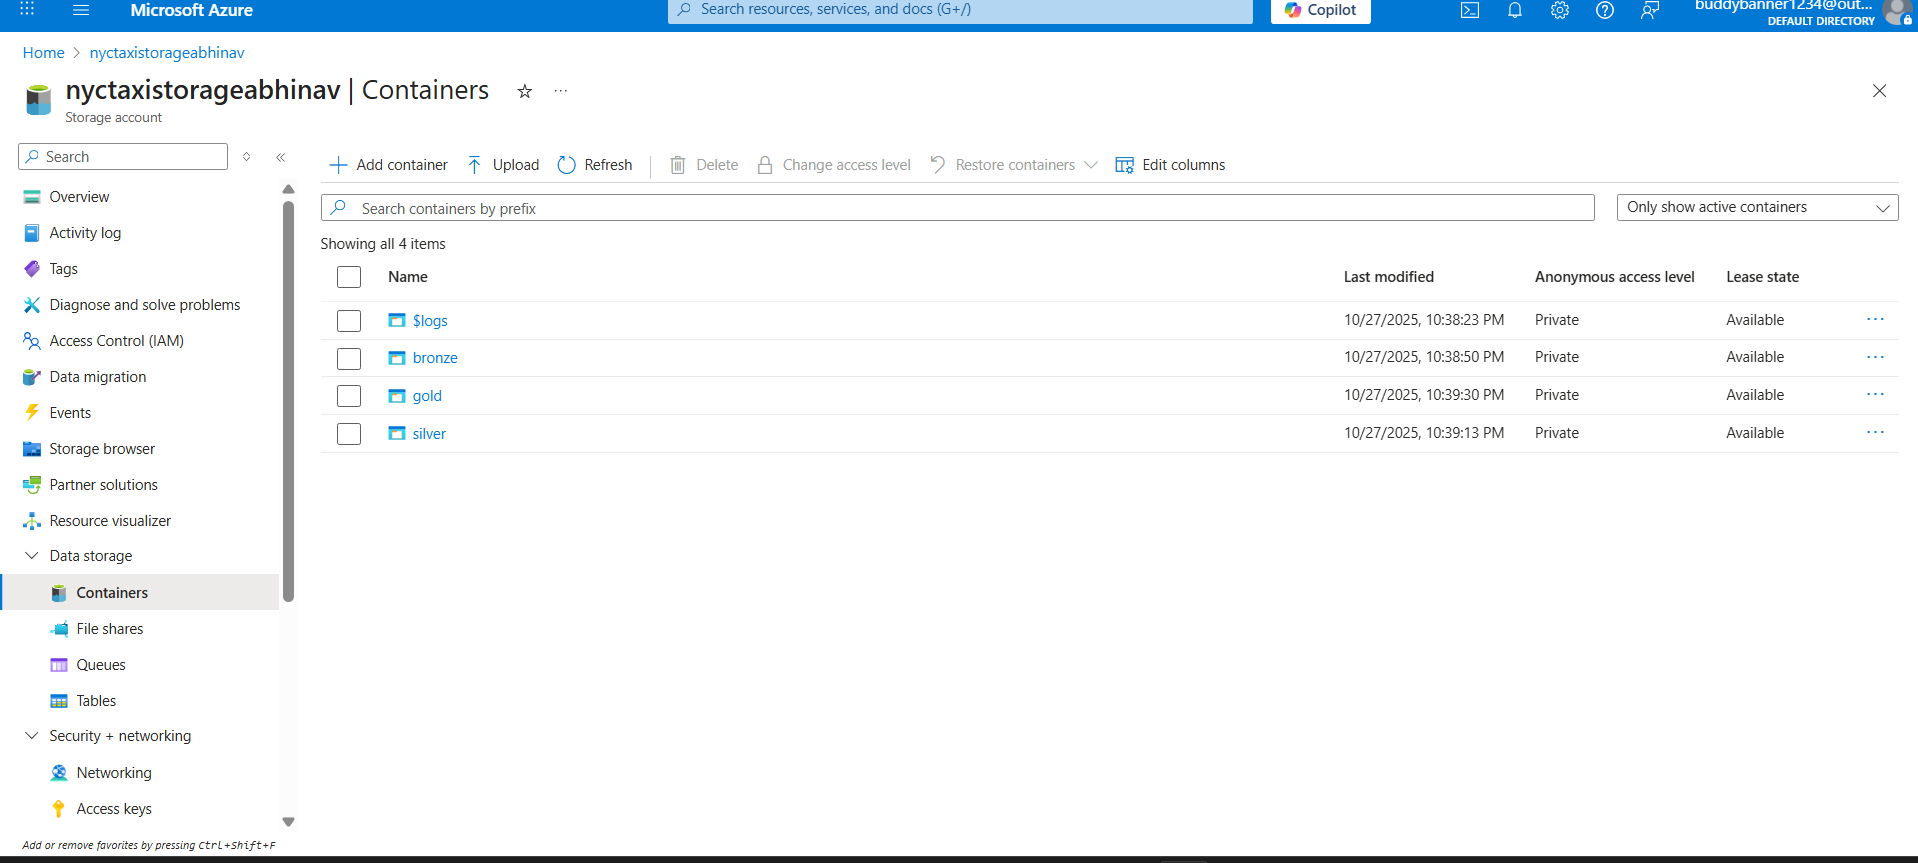 Microsoft Azure
Search resources, services, and docs (G+/)
Copilot
buddybanner1234@out...
DEFAULT DIRECTORY
Home > nyctaxistorageabhinav
nyctaxistorageabhinav | Containers
Storage account
Search
Add container Upload Refresh Delete Change access level Restore containers Edit columns
Search containers by prefix
Only show active containers
Showing all 4 items
Name Last modified Anonymous access level Lease state
$logs 10/27/2025, 10:38:23 PM Private Available
bronze 10/27/2025, 10:38:50 PM Private Available
gold 10/27/2025, 10:39:30 PM Private Available
silver 10/27/2025, 10:39:13 PM Private Available
Overview
Activity log
Tags
Diagnose and solve problems
Access Control (IAM)
Data migration
Events
Storage browser
Partner solutions
Resource visualizer
Data storage
Containers
File shares
Queues
Tables
Security + networking
Networking
Access keys
Add or remove favorites by pressing Ctrl+Shift+F